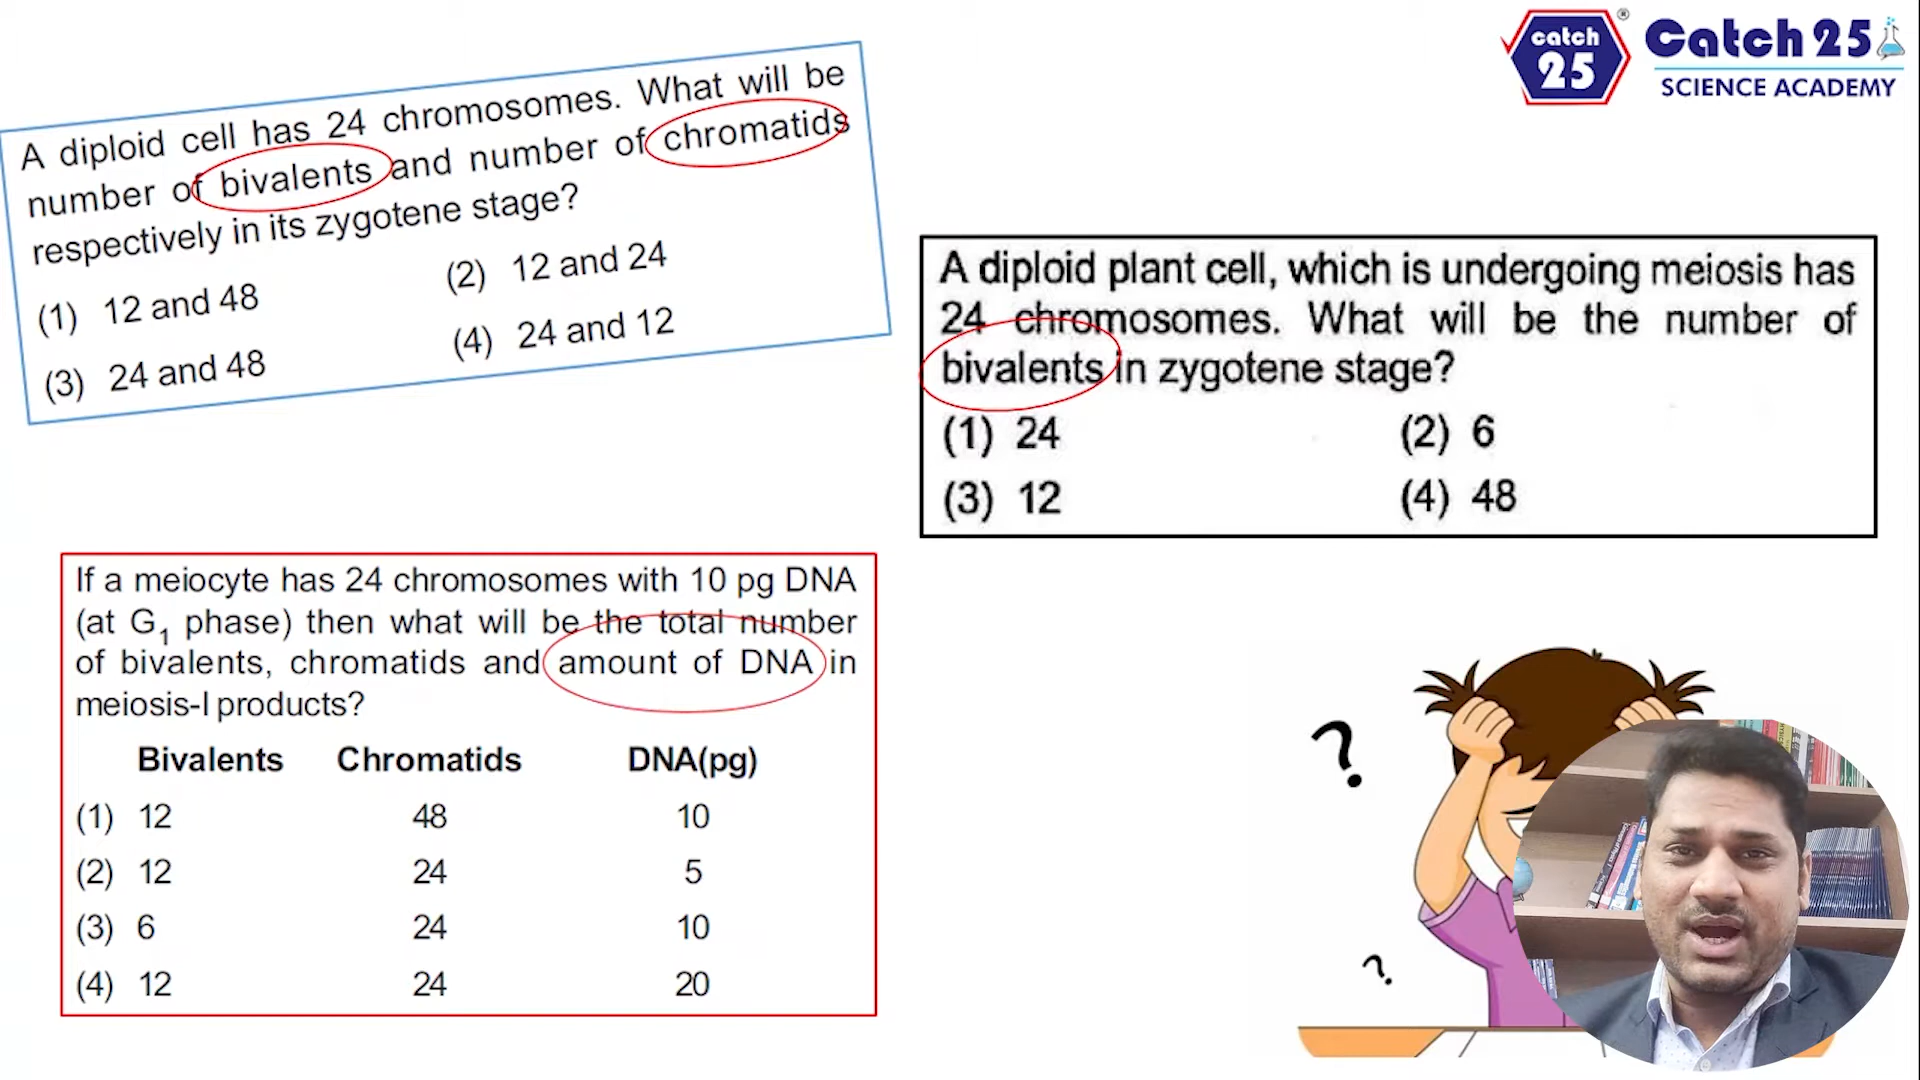 catch
25
®
Catch 25
SCIENCE ACADEMY
A diploid cell has 24 chromosomes. What will be
number of bivalents and number of chromatids
respectively in its zygotene stage?
(1) 12 and 48
(2) 12 and 24
(3) 24 and 48
(4) 24 and 12
A diploid plant cell, which is undergoing meiosis has
24 chromosomes. What will be the number of
bivalents in zygotene stage?
(1) 24
(2) 6
(3) 12
(4) 48
If a meiocyte has 24 chromosomes with 10 pg DNA
(at G₁ phase) then what will be the total number
of bivalents, chromatids and amount of DNA in
meiosis-I products?
Bivalents Chromatids DNA(pg)
(1) 12 48 10
(2) 12 24 5
(3) 6 24 10
(4) 12 24 20
?
?